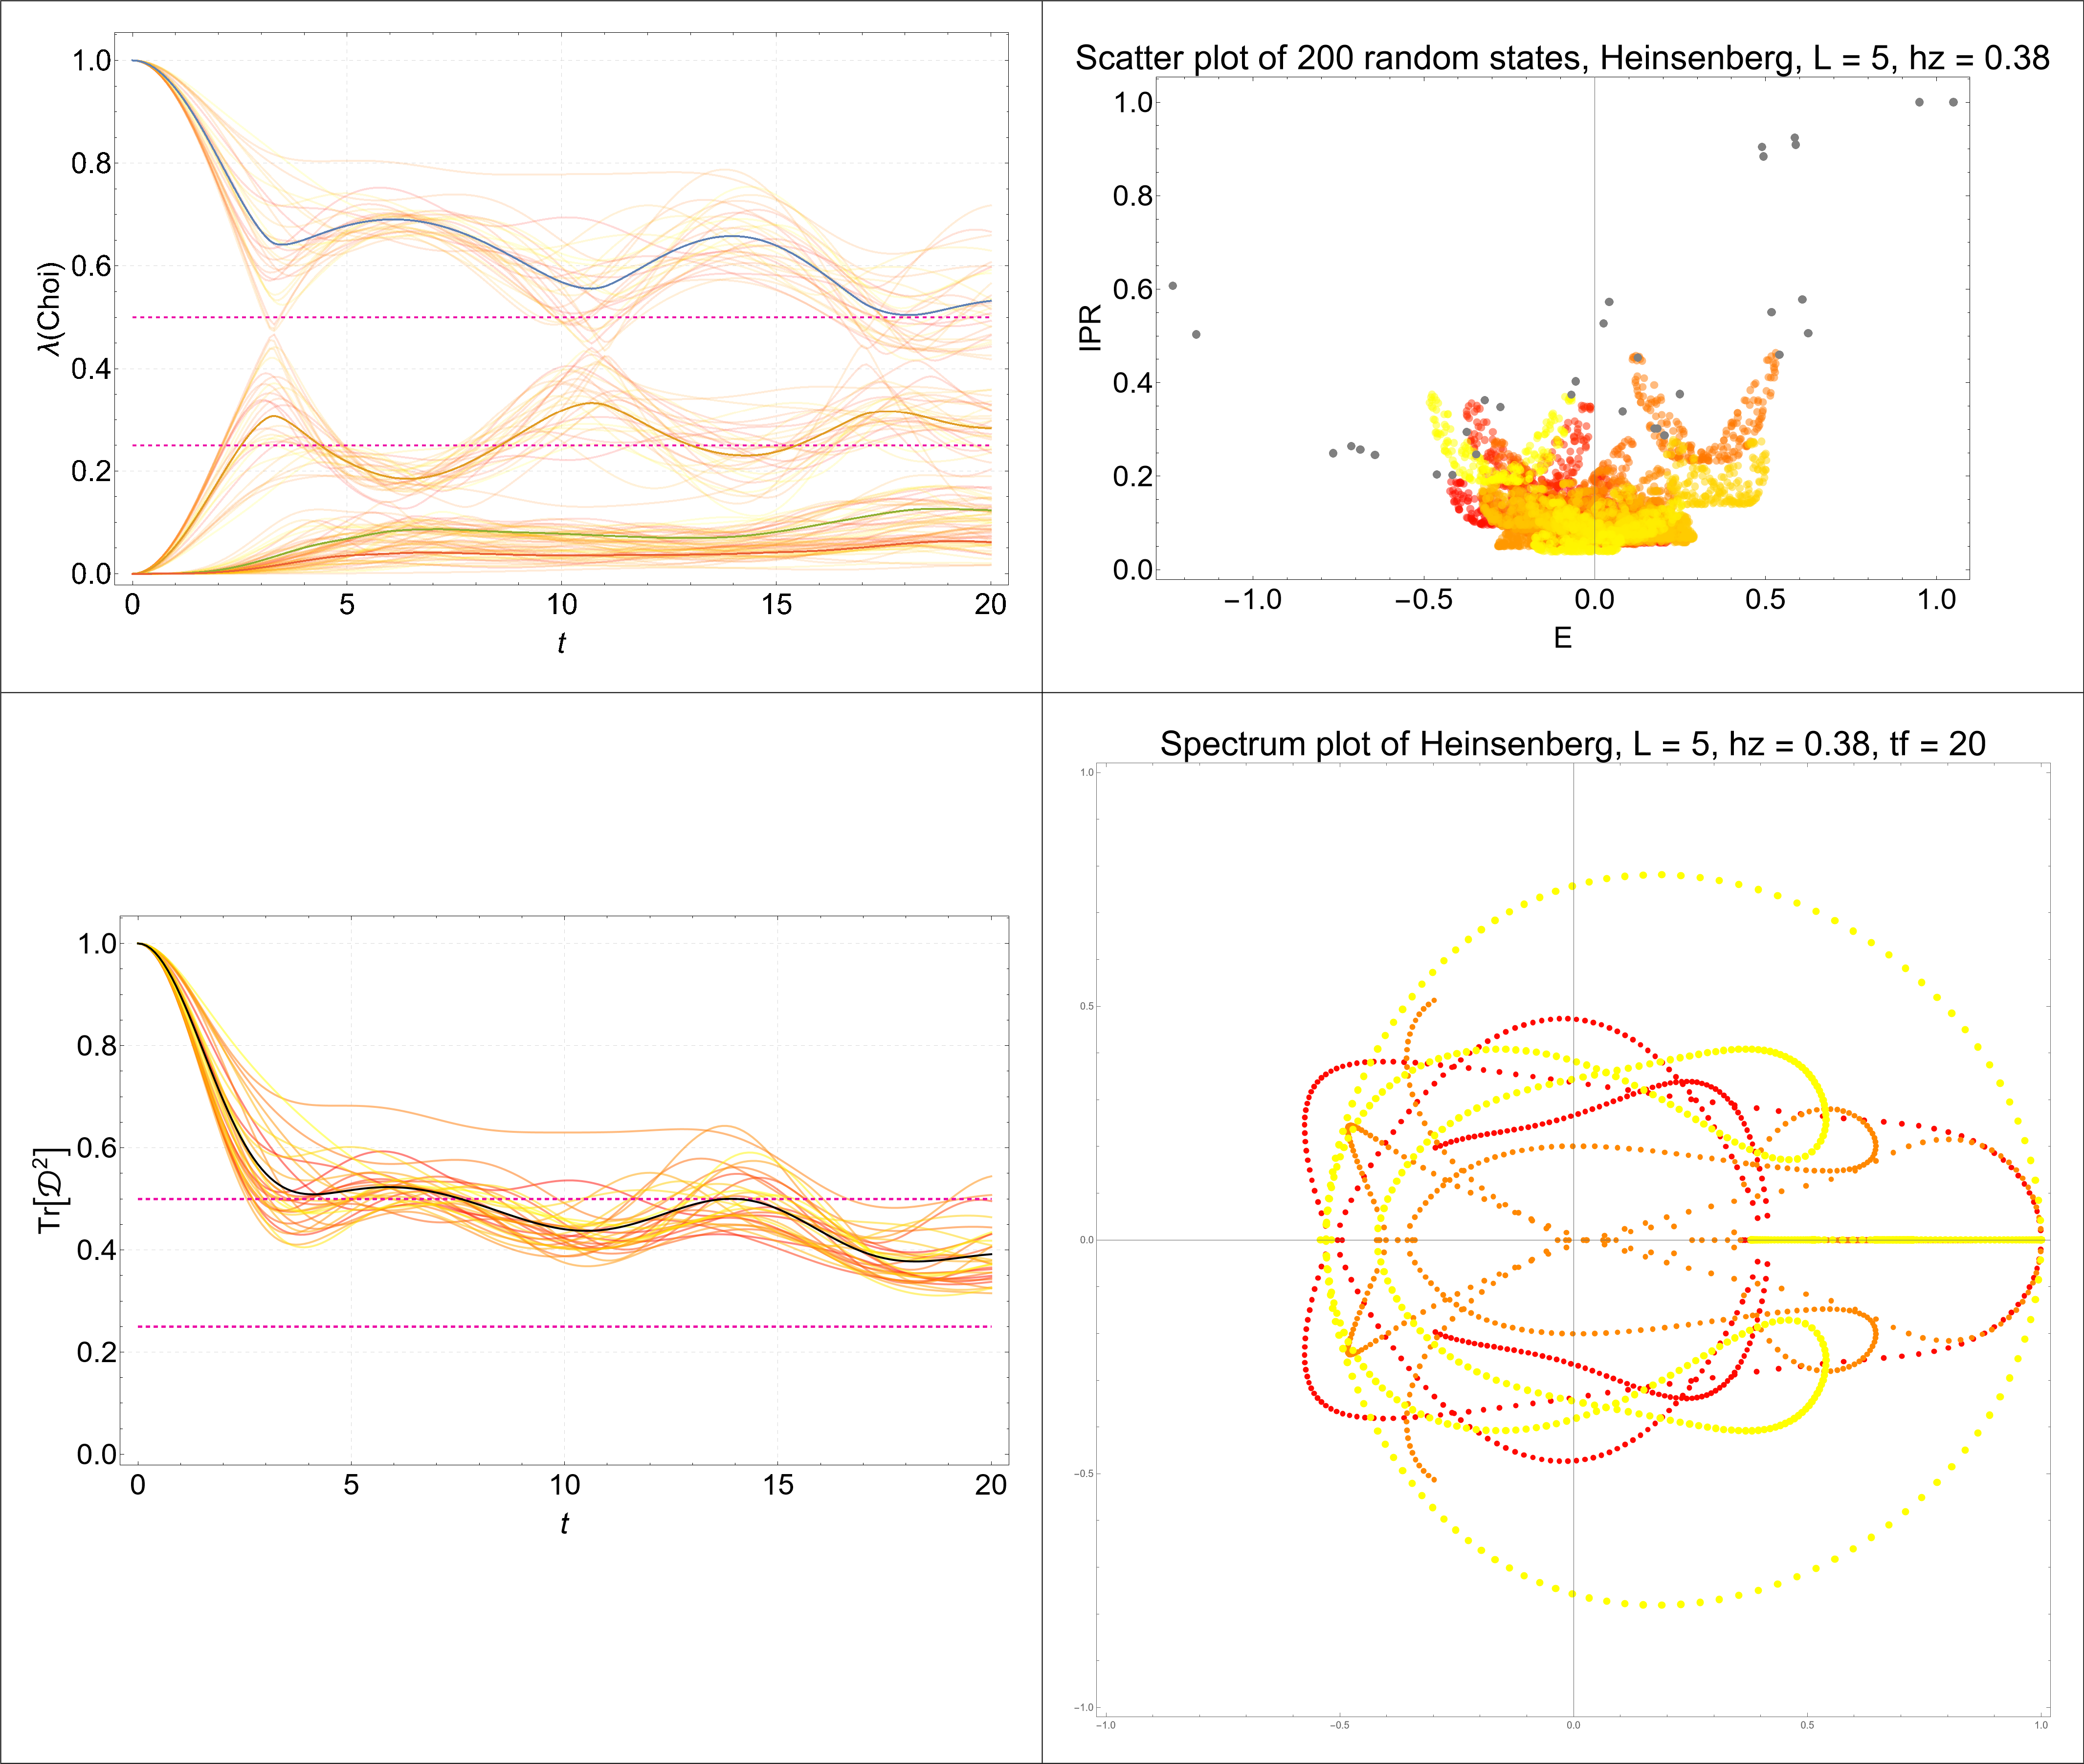 1.0
0.8
0.6
0.4
0.2
0.0
λ(Choi)
0 5 10 15 20
t
Scatter plot of 200 random states, Heinsenberg, L = 5, hz = 0.38
1.0
0.8
0.6
0.4
0.2
0.0
IPR
−1.0 −0.5 0.0 0.5 1.0
E
1.0
0.8
0.6
0.4
0.2
0.0
Tr[𝒟²]
0 5 10 15 20
t
Spectrum plot of Heinsenberg, L = 5, hz = 0.38, tf = 20
1.0
0.5
0.0
−0.5
−1.0
−1.0 −0.5 0.0 0.5 1.0